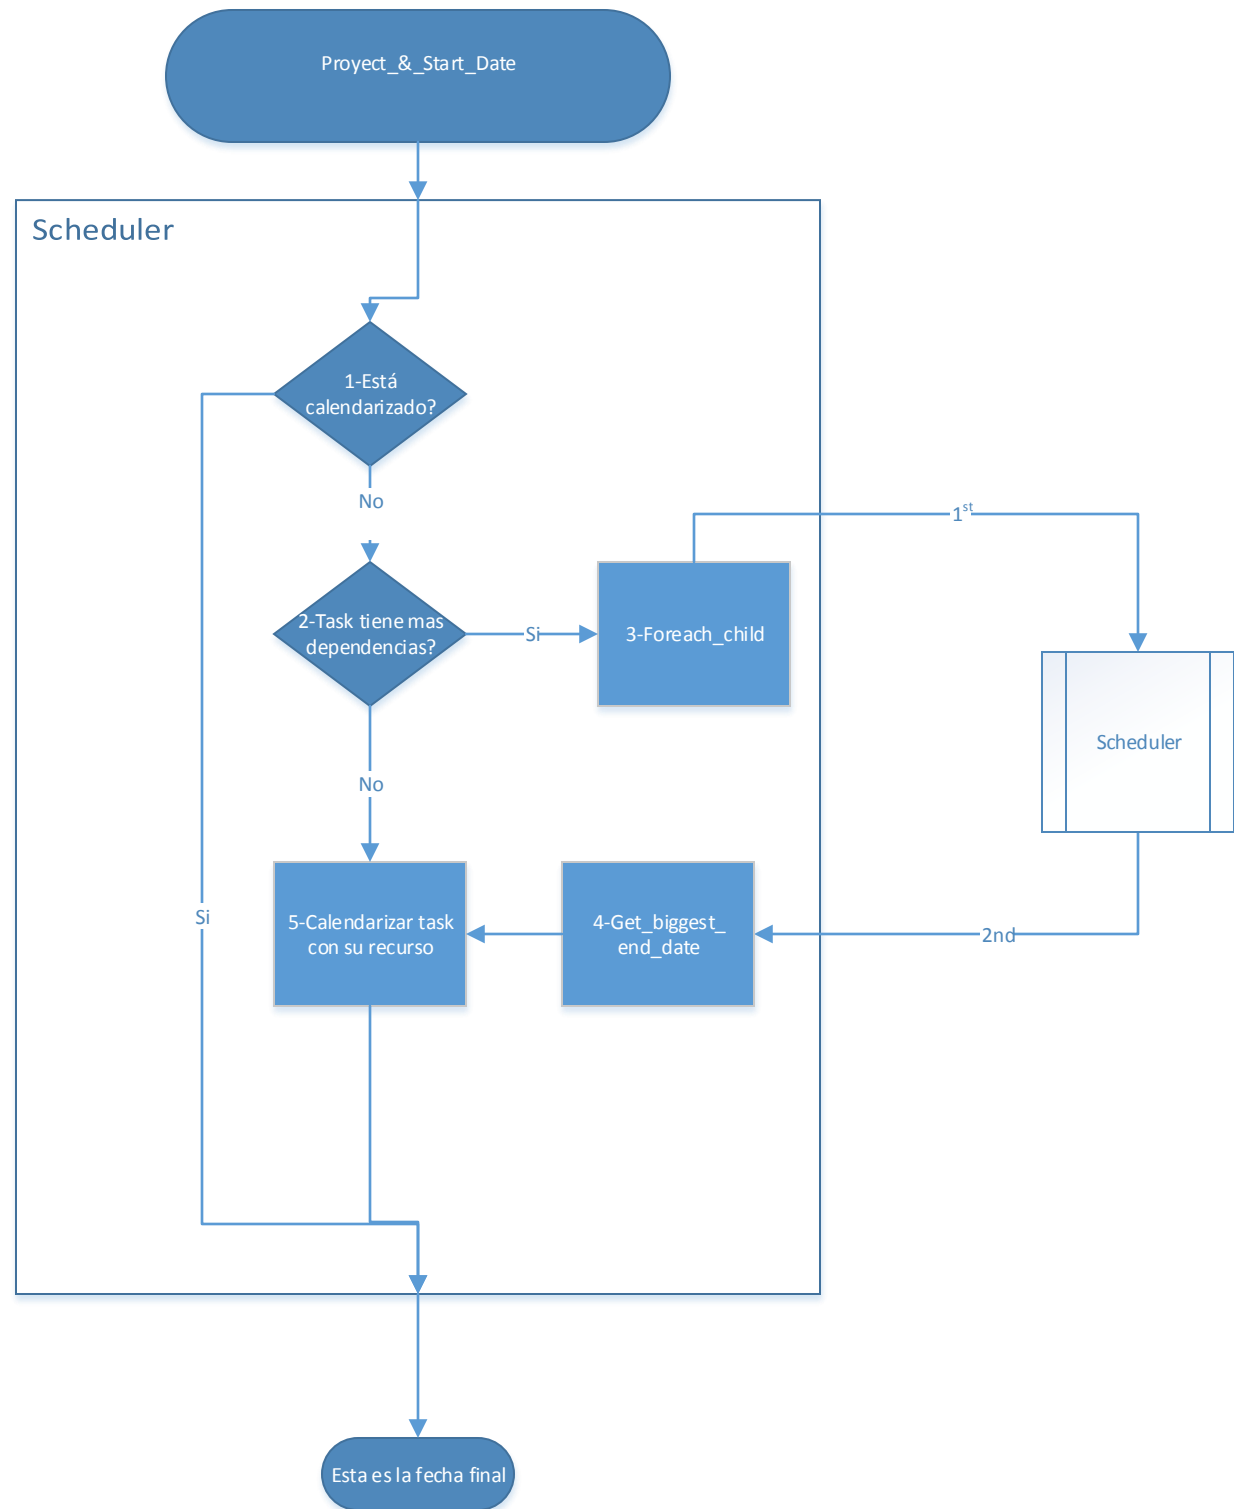 Proyect_&_Start_Date
Scheduler
1-Está
calendarizado?
No
1st
2-Task tiene mas
dependencias?
Si
3-Foreach_child
Scheduler
No
Si
5-Calendarizar task
con su recurso
4-Get_biggest_
end_date
2nd
Esta es la fecha final